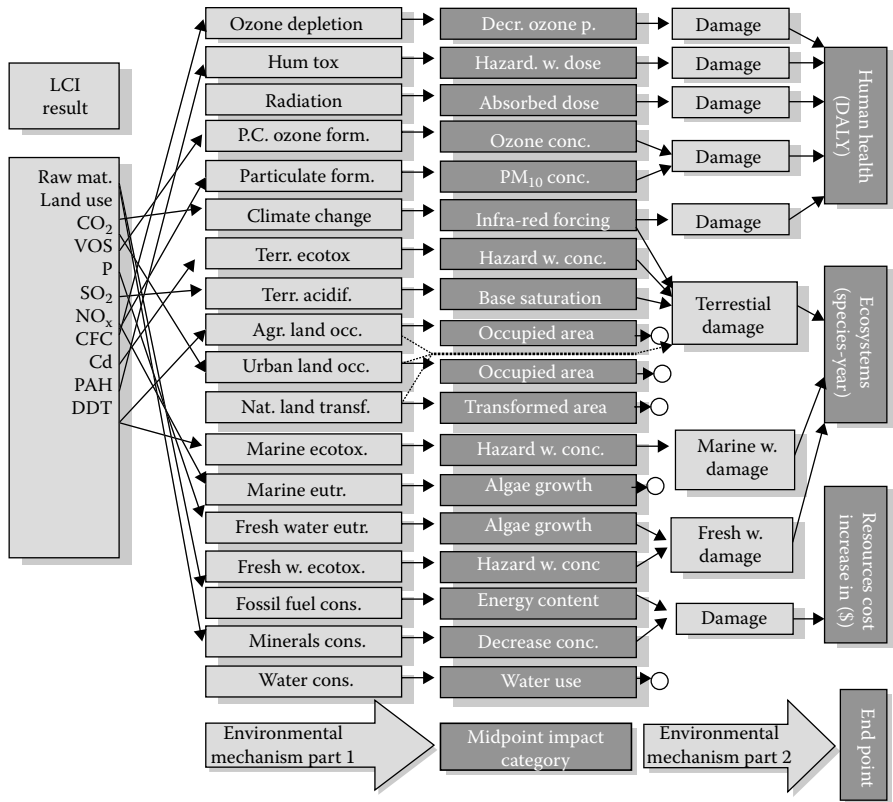 LCI
result
Raw mat.
Land use
CO₂
VOS
P
SO₂
NOₓ
CFC
Cd
PAH
DDT
Ozone depletion
Hum tox
Radiation
P.C. ozone form.
Particulate form.
Climate change
Terr. ecotox
Terr. acidif.
Agr. land occ.
Urban land occ.
Nat. land transf.
Marine ecotox.
Marine eutr.
Fresh water eutr.
Fresh w. ecotox.
Fossil fuel cons.
Minerals cons.
Water cons.
Decr. ozone p.
Hazard. w. dose
Absorbed dose
Ozone conc.
PM₁₀ conc.
Infra-red forcing
Hazard w. conc.
Base saturation
Occupied area
Occupied area
Transformed area
Hazard w. conc.
Algae growth
Algae growth
Hazard w. conc
Energy content
Decrease conc.
Water use
Damage
Damage
Damage
Damage
Damage
Terrestial
damage
Marine w.
damage
Fresh w.
damage
Damage
Human health
(DALY)
Ecosystems
(species-year)
Resources cost
increase in ($)
Environmental
mechanism part 1
Midpoint impact
category
Environmental
mechanism part 2
End point